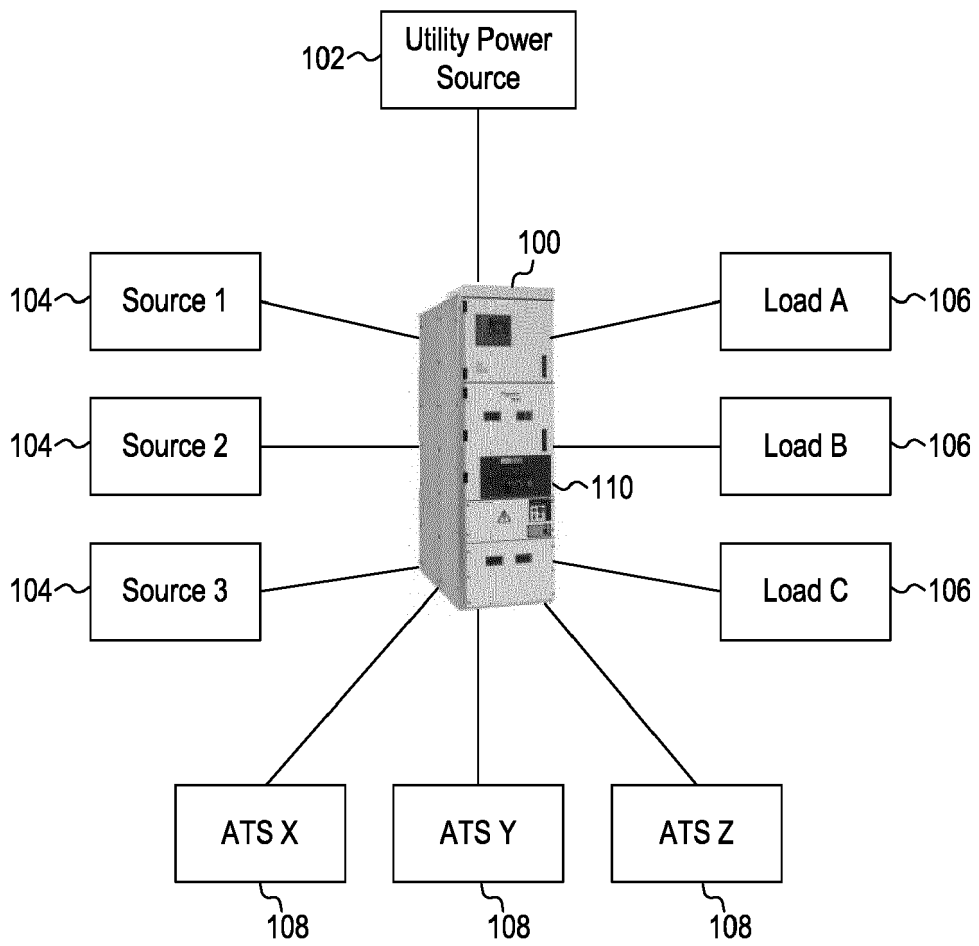 Utility Power
Source
102
100
104
Source 1
Load A
106
104
Source 2
Load B
106
110
104
Source 3
Load C
106
ATS X
ATS Y
ATS Z
108
108
108